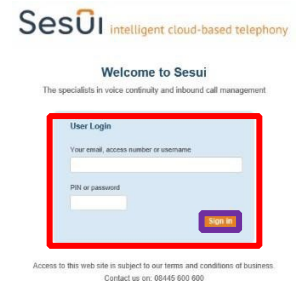 SesUi intelligent cloud-based telephony
Welcome to Sesui
The specialists in voice continuity and inbound call management
User Login
Your email, access number or username
PIN or password
Sign in
Access to this web site is subject to our terms and conditions of business
Contact us on: 08445 600 600